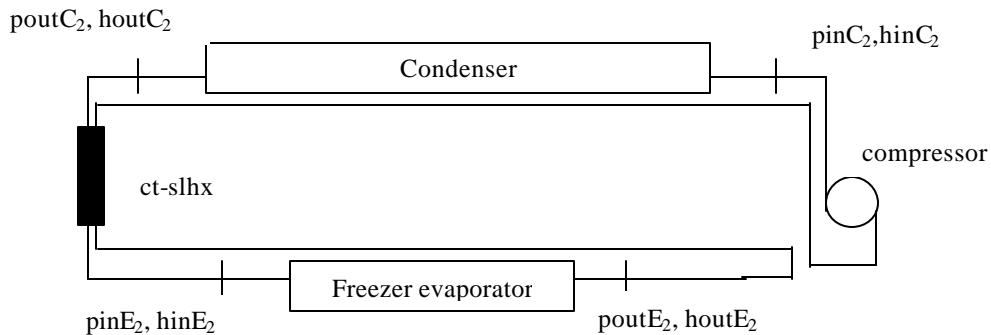 poutC₂, houtC₂
pinC₂,hinC₂
Condenser
compressor
ct-slhx
Freezer evaporator
pinE₂, hinE₂
poutE₂, houtE₂